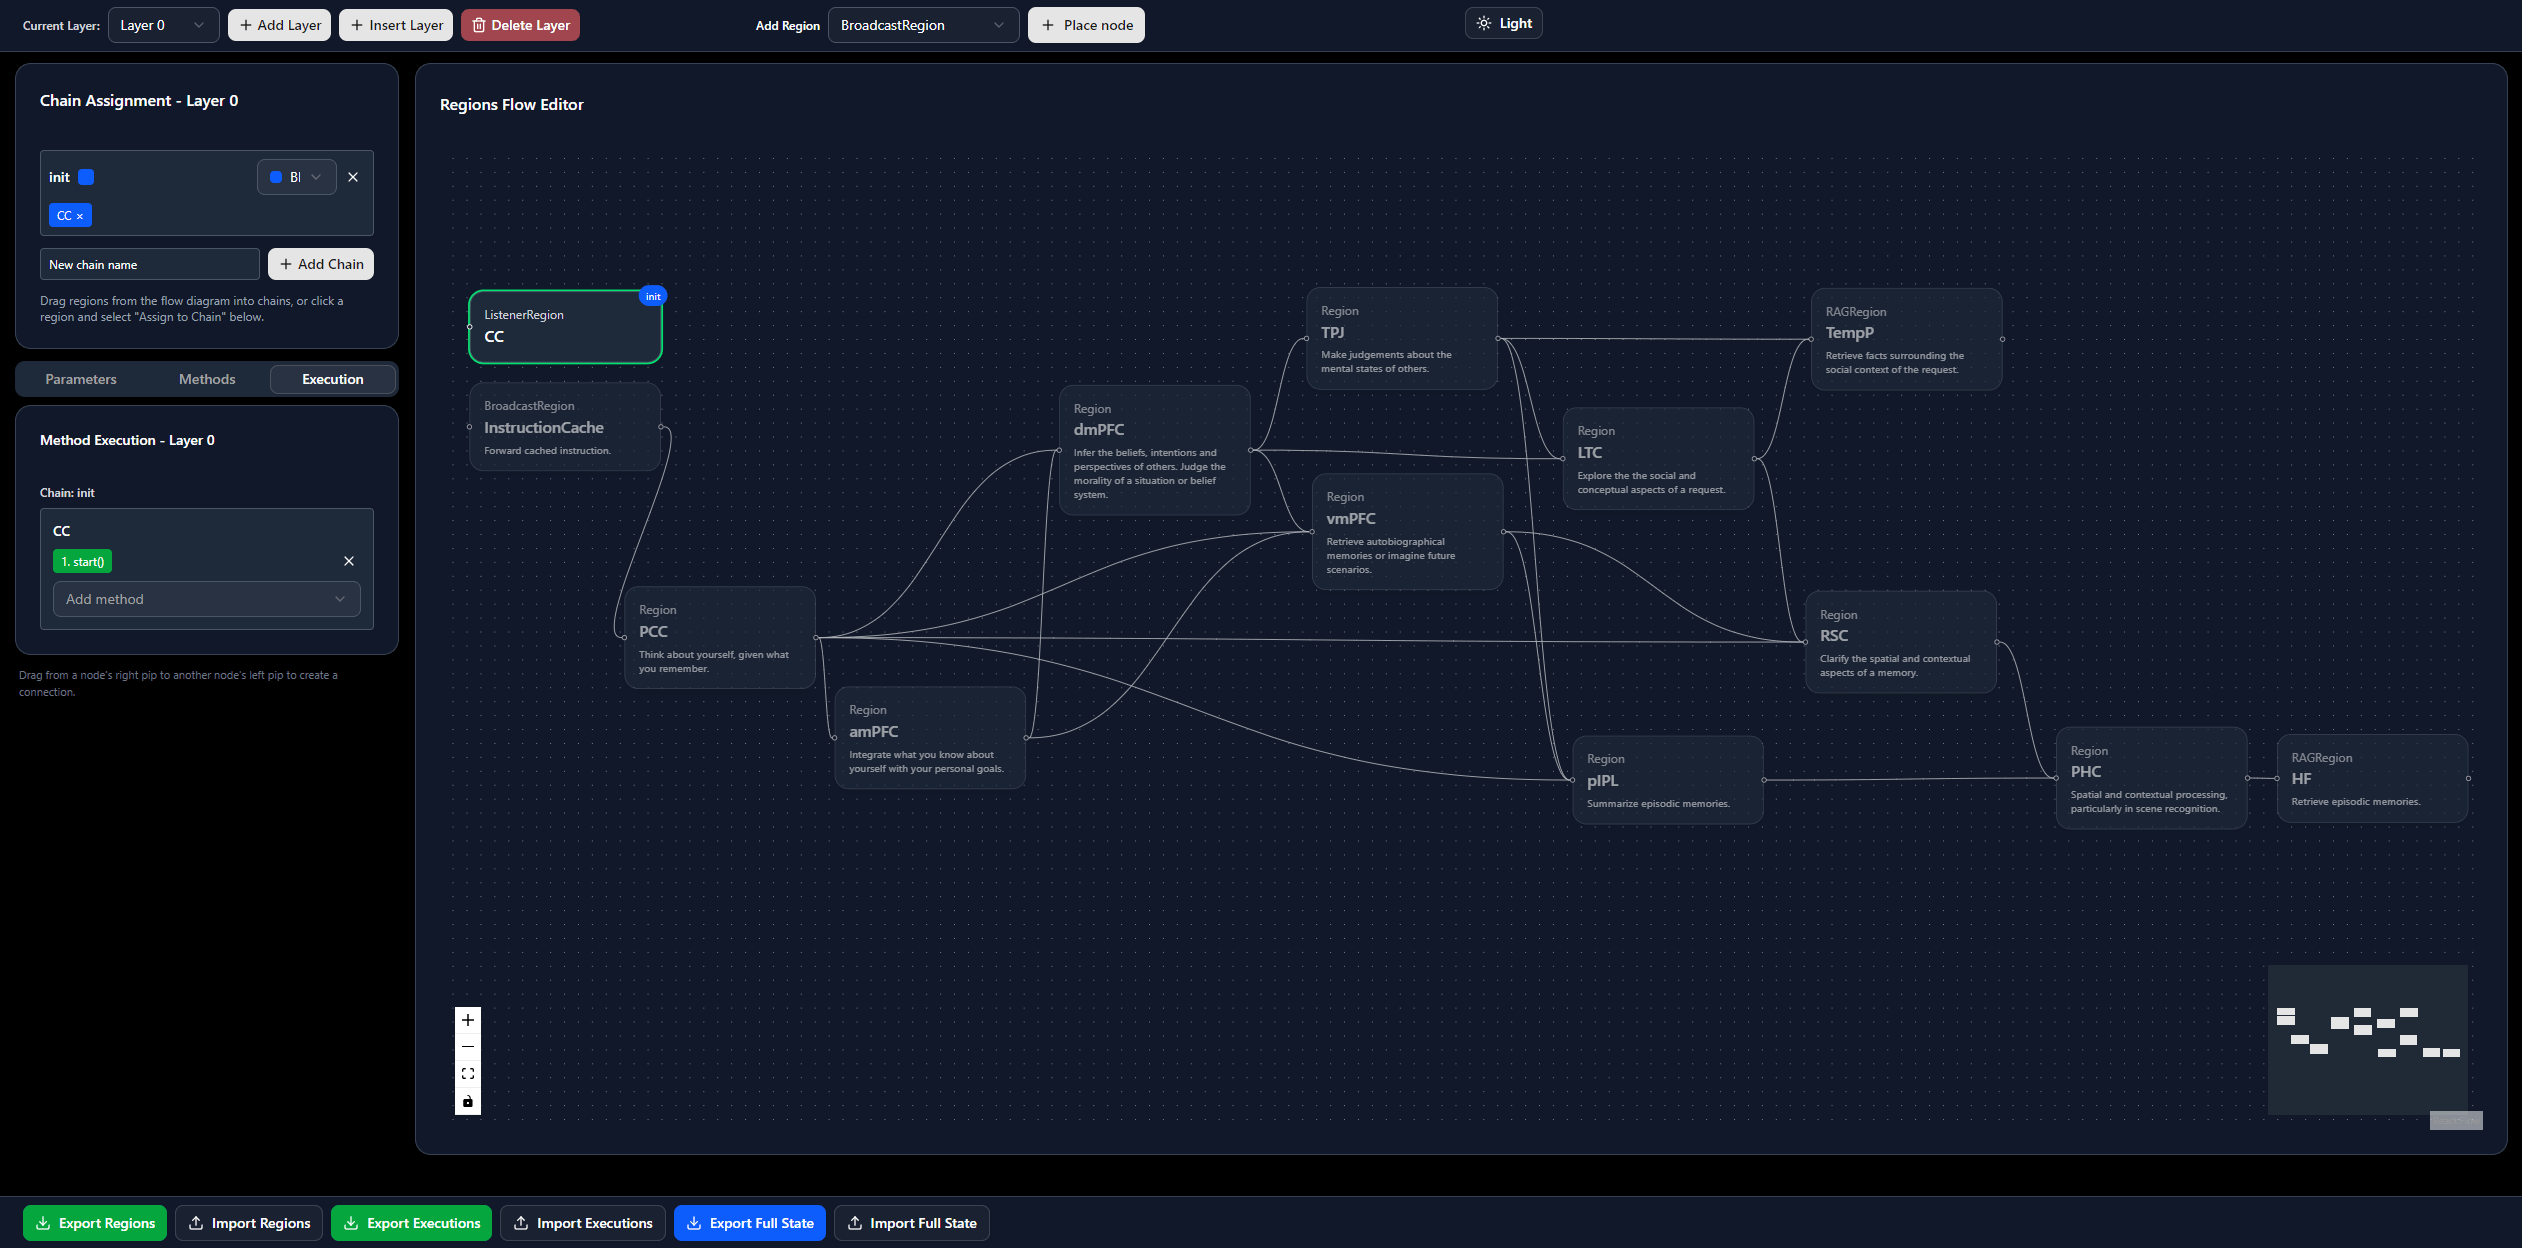 Current Layer: Layer 0 + Add Layer + Insert Layer Delete Layer Add Region BroadcastRegion + Place node Light
Chain Assignment - Layer 0
init Bl ×
CC ×
New chain name + Add Chain
Drag regions from the flow diagram into chains, or click a
region and select "Assign to Chain" below.
Parameters Methods Execution
Method Execution - Layer 0
Chain: init
CC
1. start() ×
Add method
Drag from a node's right pip to another node's left pip to create a
connection.
Regions Flow Editor
init
ListenerRegion
CC
BroadcastRegion
InstructionCache
Forward cached instruction.
Region
PCC
Think about yourself, given what
you remember.
Region
amPFC
Integrate what you know about
yourself with your personal goals.
Region
dmPFC
Infer the beliefs, intentions and
perspectives of others. Judge the
morality of a situation or belief
system.
Region
TPJ
Make judgements about the
mental states of others.
Region
vmPFC
Retrieve autobiographical
memories or imagine future
scenarios.
Region
LTC
Explore the the social and
conceptual aspects of a request.
Region
pIPL
Summarize episodic memories.
RAGRegion
TempP
Retrieve facts surrounding the
social context of the request.
Region
RSC
Clarify the spatial and contextual
aspects of a memory.
Region
PHC
Spatial and contextual processing,
particularly in scene recognition.
RAGRegion
HF
Retrieve episodic memories.
Export Regions Import Regions Export Executions Import Executions Export Full State Import Full State